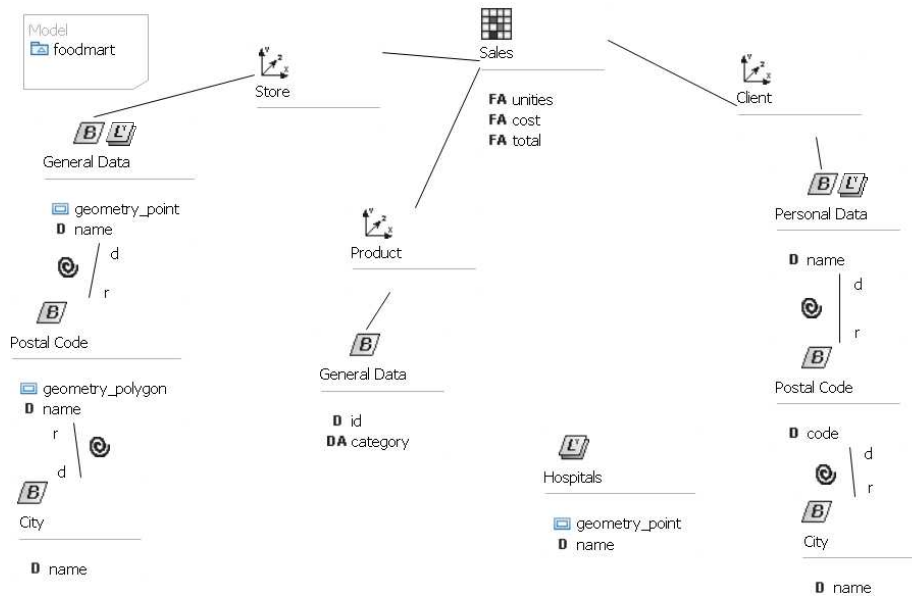 Model
foodmart
Sales
FA unities
FA cost
FA total
Store
Client
B L
General Data
geometry_point
D name
d
r
B
Postal Code
geometry_polygon
D name
r
d
B
City
D name
Product
B
General Data
D id
DA category
L
Hospitals
geometry_point
D name
B L
Personal Data
D name
d
r
B
Postal Code
D code
d
r
B
City
D name